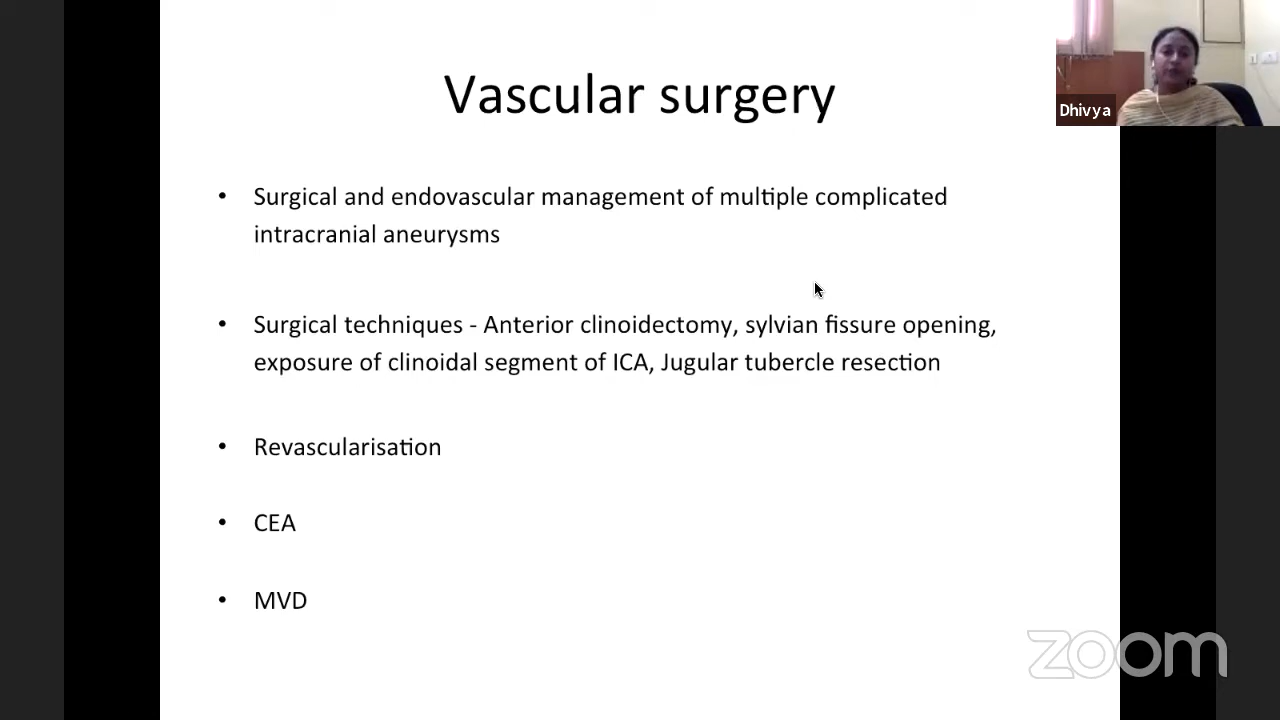 Vascular surgery
Dhivya
• Surgical and endovascular management of multiple complicated
intracranial aneurysms
• Surgical techniques - Anterior clinoidectomy, sylvian fissure opening,
exposure of clinoidal segment of ICA, Jugular tubercle resection
• Revascularisation
• CEA
• MVD
zoom